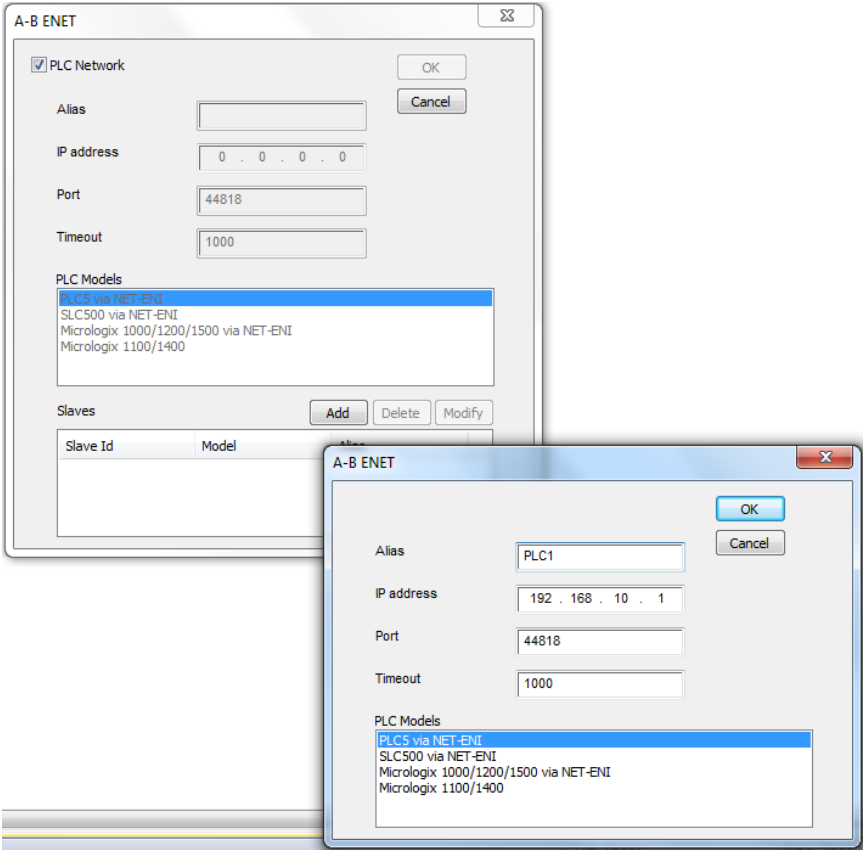 A-B ENET
PLC Network
OK
Cancel
Alias
IP address
0 . 0 . 0 . 0
Port
44818
Timeout
1000
PLC Models
PLC5 via NET-ENI
SLC500 via NET-ENI
Micrologix 1000/1200/1500 via NET-ENI
Micrologix 1100/1400
Slaves
Add
Delete
Modify
Slave Id Model Alias
A-B ENET
OK
Cancel
Alias
PLC1
IP address
192 . 168 . 10 . 1
Port
44818
Timeout
1000
PLC Models
PLC5 via NET-ENI
SLC500 via NET-ENI
Micrologix 1000/1200/1500 via NET-ENI
Micrologix 1100/1400